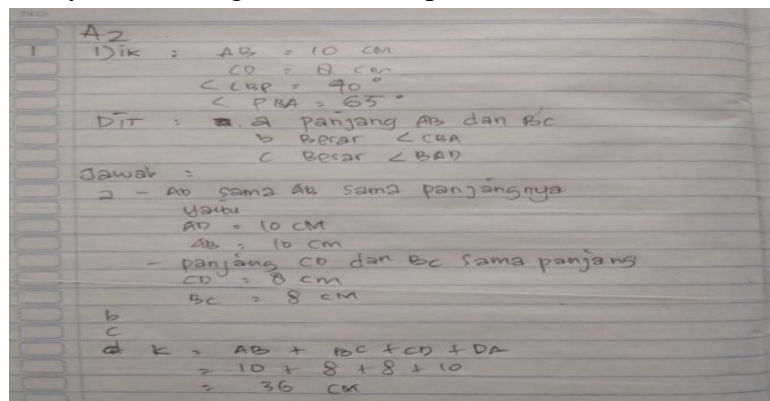 A2
1 Dik : AB = 10 cm
CD = 8 cm
< CBP = 90°
< PBA = 65°
Dit : a panjang AB dan BC
b Besar < CBA
c Besar < BAD
Jawab :
a - AD sama AB sama panjangnya
yaitu
AD = 10 cm
AB = 10 cm
- panjang CD dan BC sama panjang
CD = 8 cm
BC = 8 cm
b
c
d K = AB + BC + CD + DA
= 10 + 8 + 8 + 10
= 36 cm